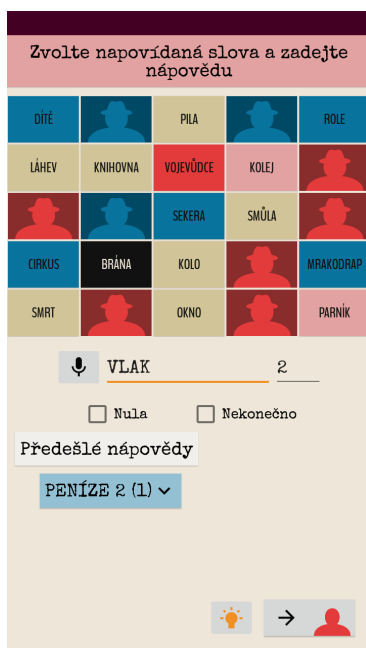 Zvolte napovídaná slova a zadejte
nápovědu
DÍTĚ PILA ROLE
LÁHEV KNIHOVNA VOJEVŮDCE KOLEJ
SEKERA SMŮLA
CIRKUS BRÁNA KOLO MRAKODRAP
SMRT OKNO PARNÍK
VLAK 2
Nula Nekonečno
Předešlé nápovědy
PENÍZE 2 (1)